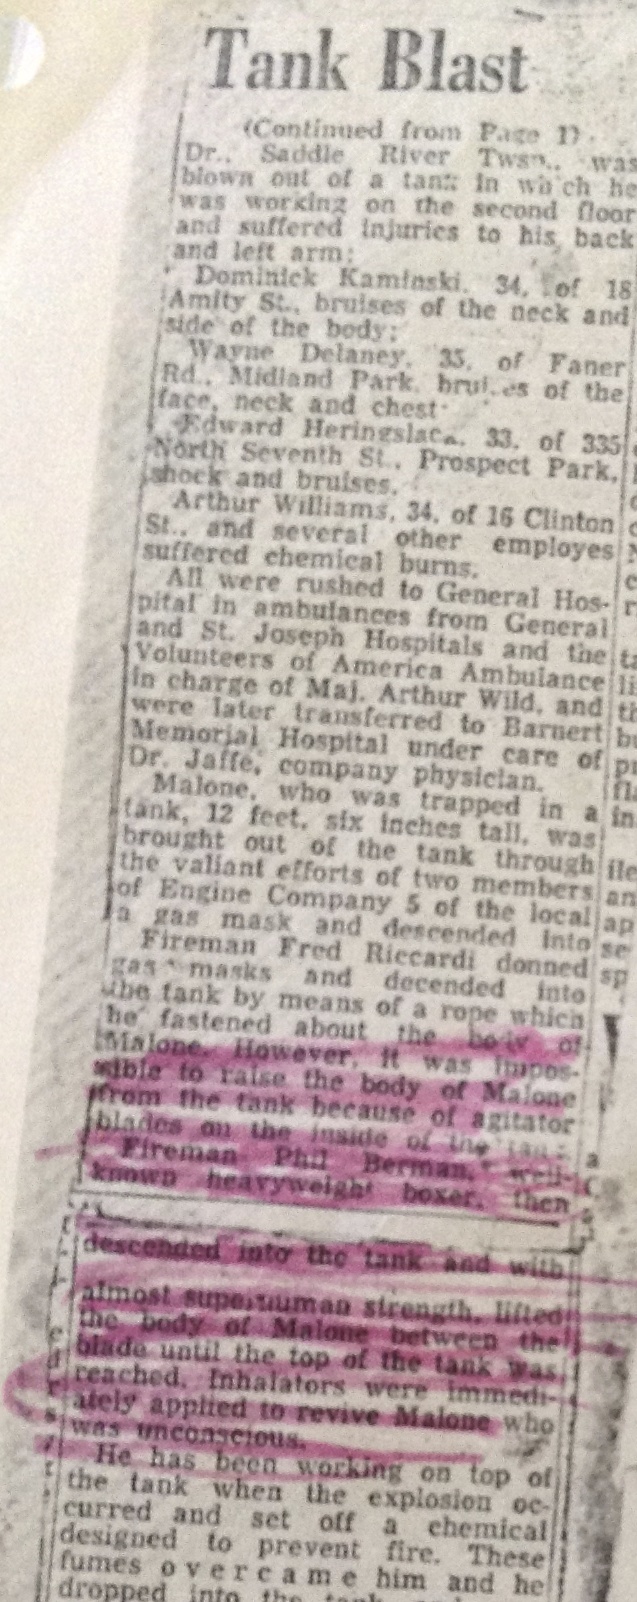 Tank Blast
(Continued from Page 1)
Dr., Saddle River Twsp., was
blown out of a tank in which he
was working on the second floor
and suffered injuries to his back
and left arm;
Dominick Kaminski, 34, of 18
Amity St., bruises of the neck and
side of the body;
Wayne Delaney, 35, of Faner
Rd., Midland Park, bruises of the
face, neck and chest
Edward 33, of 335
North Seventh St., Prospect Park,
shock and bruises.
Arthur Williams, 34, of 16 Clinton
St., and several other employes
suffered chemical burns.
All were rushed to General Hos-
pital in ambulances from General
and St. Joseph Hospitals and the
Volunteers of America Ambulance
in charge of Maj. Arthur Wild, and
were later transferred to Barnert
Memorial Hospital under care of
Dr. Jaffe, company physician.
Malone, who was trapped in a
tank, 12 feet, six inches tall, was
brought out of the tank through
the valiant efforts of two members
of Engine Company 5 of the local
a gas mask and descended into
Fireman Fred Riccardi donned
gas masks and decended into
the tank by means of a rope which
he fastened about the body of
Malone. However, it was impos-
sible to raise the body of Malone
from the tank because of agitator
blades on the inside of the tank
Fireman Phil Berman, well-
known heavyweight boxer, then
descended into the tank and with
almost superhuman strength, lifted
the body of Malone between the
blade until the top of the tank was
reached. Inhalators were immedi-
ately applied to revive Malone who
was unconscious.
He has been working on top of
the tank when the explosion oc-
curred and set off a chemical
designed to prevent fire. These
fumes overcame him and he
dropped into the tank